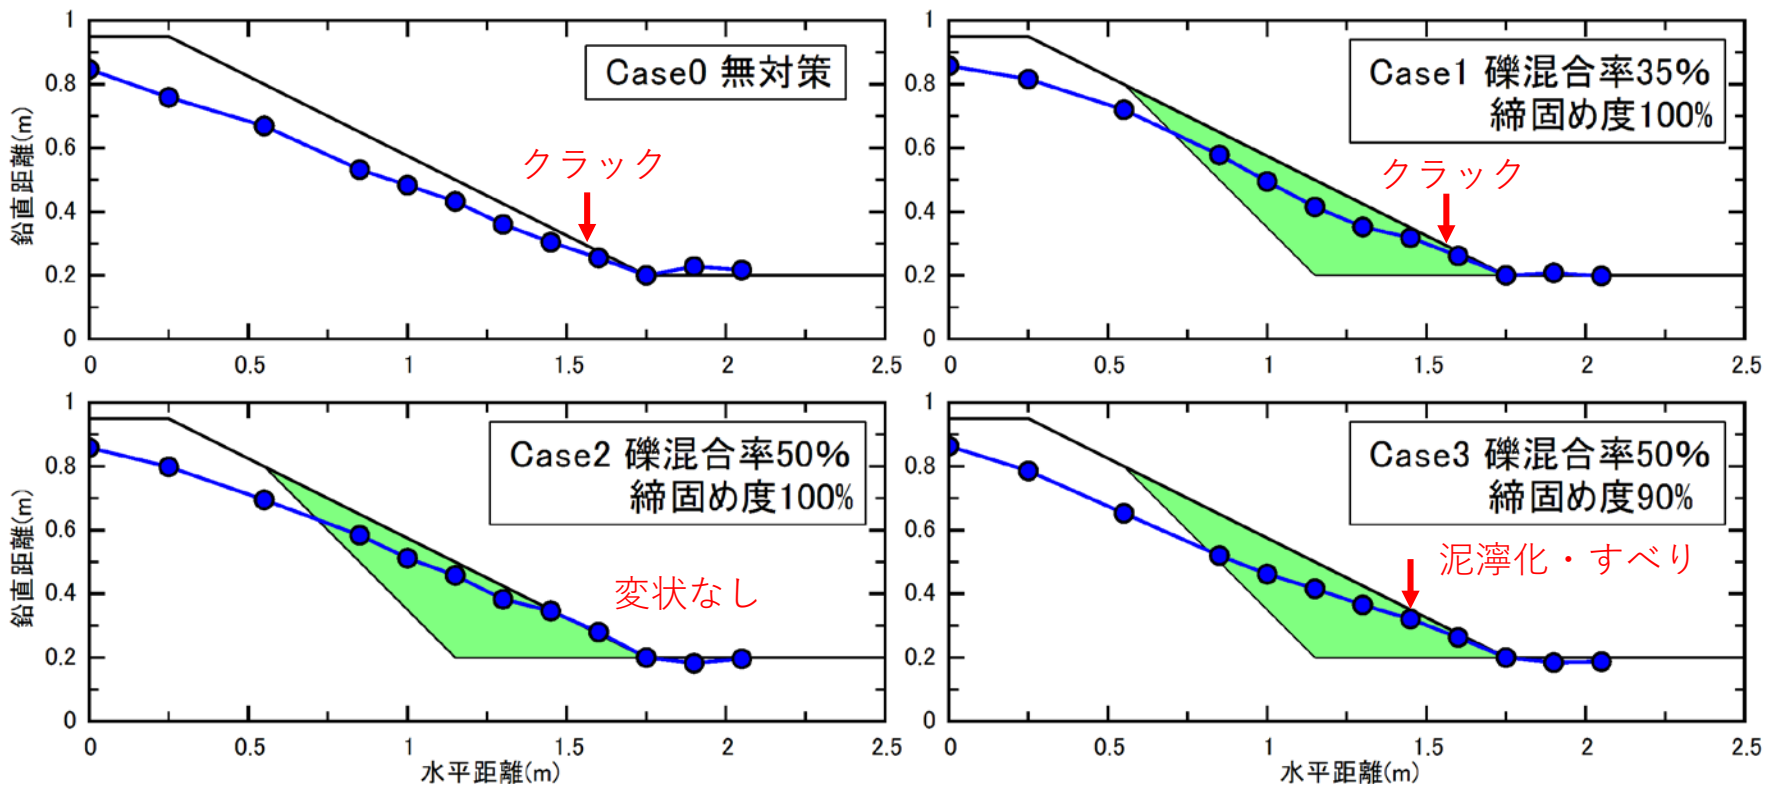 Case0 無対策
クラック
鉛直距離(m)
1
0.8
0.6
0.4
0.2
0
0 0.5 1 1.5 2 2.5
Case1 礫混合率35%
締固め度100%
クラック
1
0.8
0.6
0.4
0.2
0
0 0.5 1 1.5 2 2.5
Case2 礫混合率50%
締固め度100%
変状なし
鉛直距離(m)
1
0.8
0.6
0.4
0.2
0
0 0.5 1 1.5 2 2.5
水平距離(m)
Case3 礫混合率50%
締固め度90%
泥濘化・すべり
1
0.8
0.6
0.4
0.2
0
0 0.5 1 1.5 2 2.5
水平距離(m)